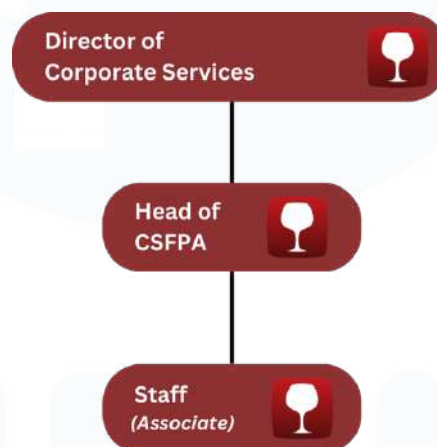 Director of
Corporate Services
Head of
CSFPA
Staff
(Associate)